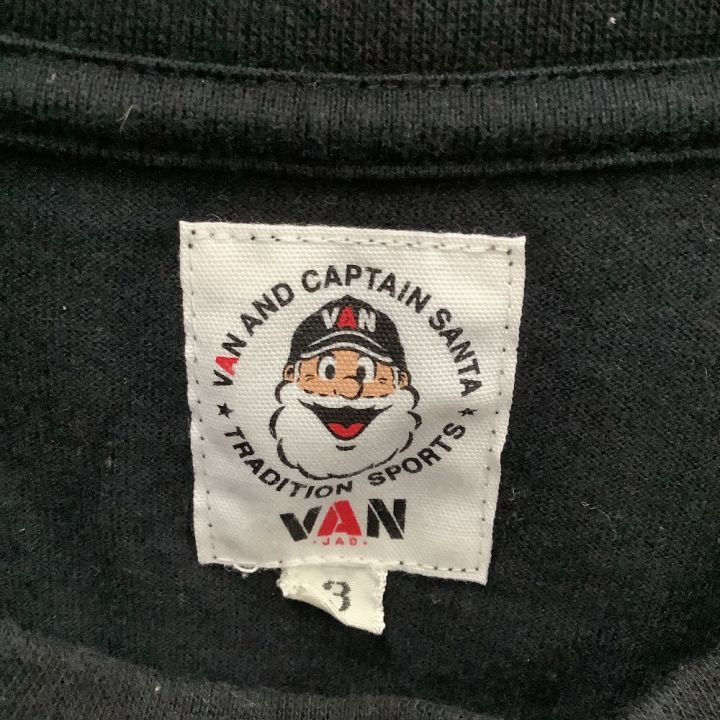 VAN AND CAPTAIN SANTA
VAN
★ TRADITION SPORTS ★
VAN
·JAC·
3